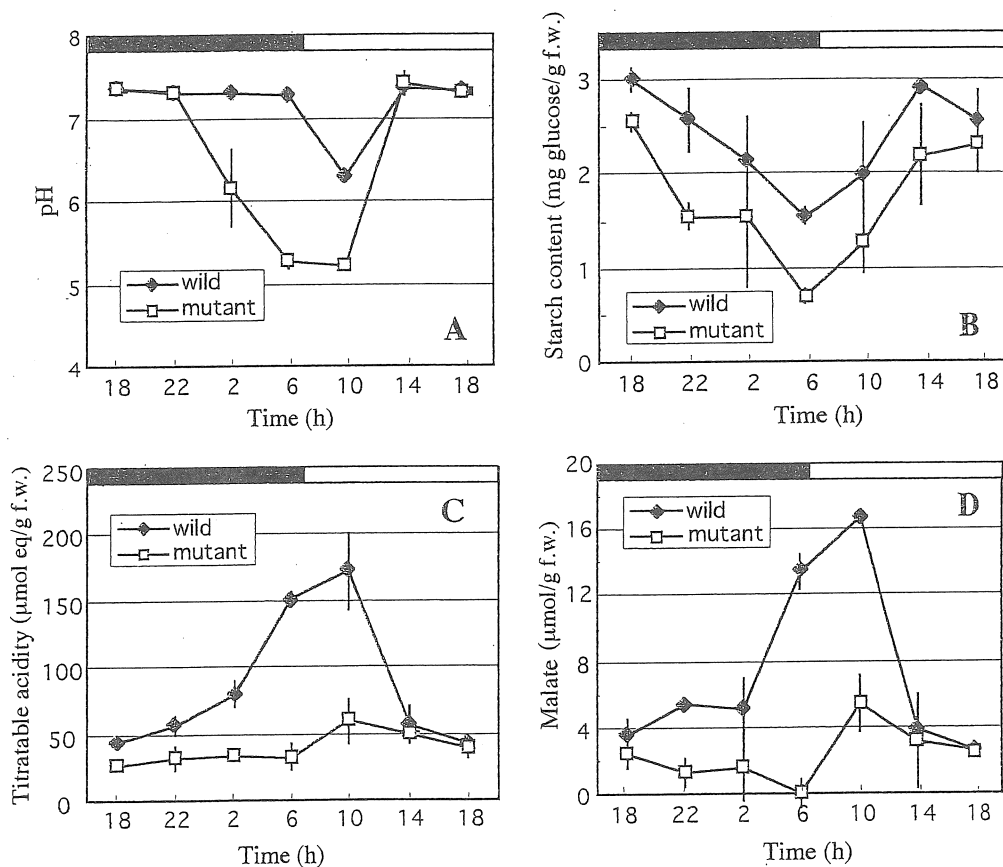 8
7
6
5
4
pH
wild
mutant
A
18 22 2 6 10 14 18
Time (h)
3
2
1
0
Starch content (mg glucose/g f.w.)
wild
mutant
B
18 22 2 6 10 14 18
Time (h)
250
200
150
100
50
0
Titratable acidity (µmol eq/g f.w.)
wild
mutant
C
18 22 2 6 10 14 18
Time (h)
20
16
12
8
4
0
Malate (µmol/g f.w.)
wild
mutant
D
18 22 2 6 10 14 18
Time (h)